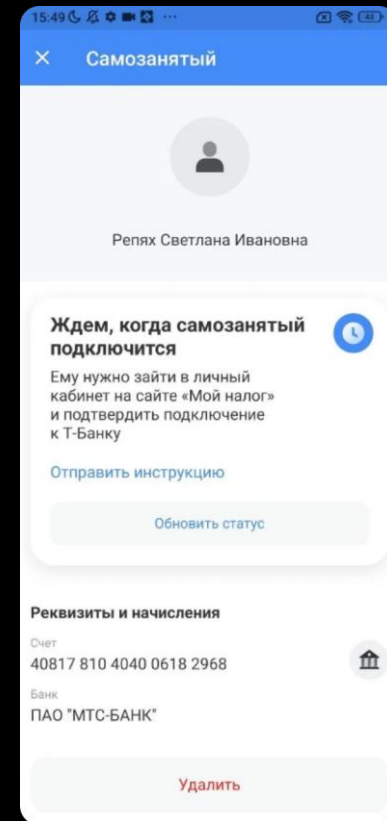 15:49
48
Самозанятый
Репях Светлана Ивановна
Ждем, когда самозанятый
подключится
Ему нужно зайти в личный
кабинет на сайте «Мой налог»
и подтвердить подключение
к Т-Банку
Отправить инструкцию
Обновить статус
Реквизиты и начисления
Счет
40817 810 4040 0618 2968
Банк
ПАО "МТС-БАНК"
Удалить